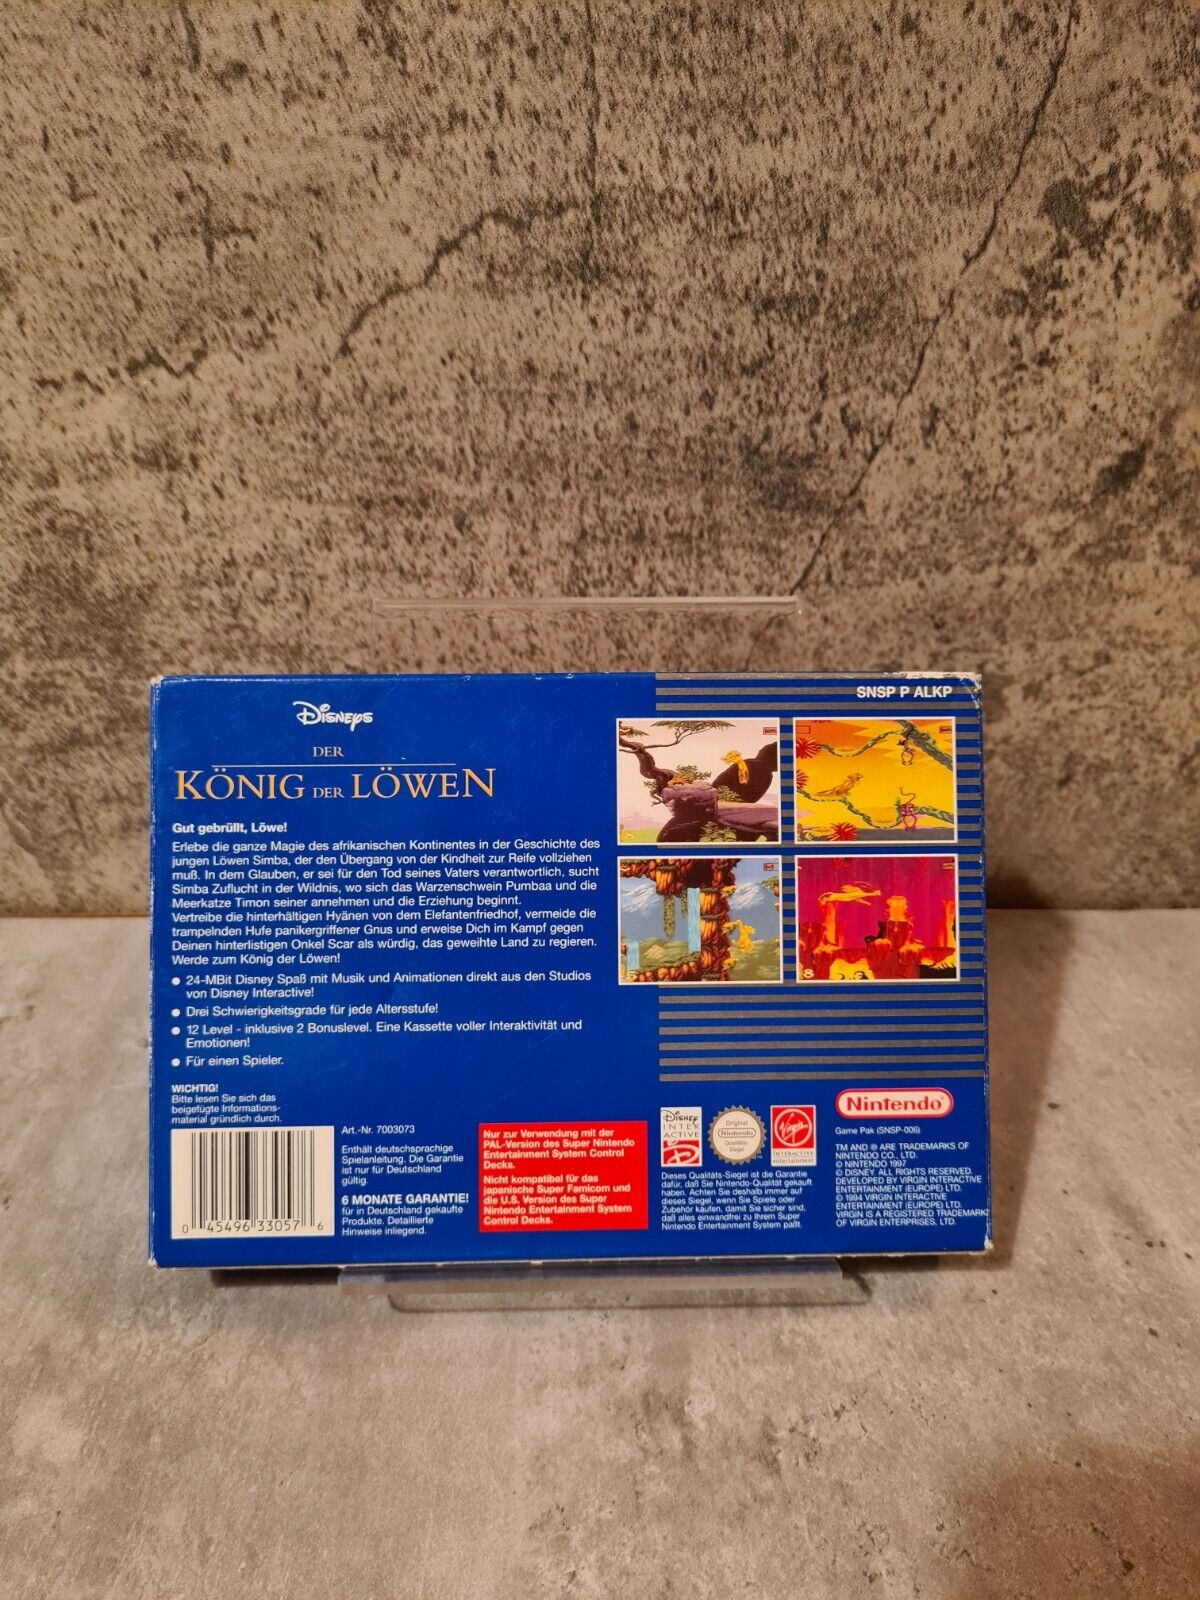 SNSP P ALKP
DISNEYS
DER
KÖNIG DER LÖWEN
Gut gebrüllt, Löwe!
Erlebe die ganze Magie des afrikanischen Kontinentes in der Geschichte des
jungen Löwen Simba, der den Übergang von der Kindheit zur Reife vollziehen
muß. In dem Glauben, er sei für den Tod seines Vaters verantwortlich, sucht
Simba Zuflucht in der Wildnis, wo sich das Warzenschwein Pumbaa und die
Meerkatze Timon seiner annehmen und die Erziehung beginnt.
Vertreibe die hinterhältigen Hyänen von dem Elefantenfriedhof, vermeide die
trampelnden Hufe panikergriffener Gnus und erweise Dich im Kampf gegen
Deinen hinterlistigen Onkel Scar als würdig, das geweihte Land zu regieren.
Werde zum König der Löwen!
● 24-MBit Disney Spaß mit Musik und Animationen direkt aus den Studios
von Disney Interactive!
● Drei Schwierigkeitsgrade für jede Altersstufe!
● 12 Level - inklusive 2 Bonuslevel. Eine Kassette voller Interaktivität und
Emotionen!
● Für einen Spieler.
WICHTIG!
Bitte lesen Sie sich das
beigefügte Informations-
material gründlich durch.
0 45496 33057 6
Art.-Nr. 7003073
Enthält deutschsprachige
Spielanleitung. Die Garantie
ist nur für Deutschland
gültig.
6 MONATE GARANTIE!
für in Deutschland gekaufte
Produkte. Detaillierte
Hinweise inliegend.
Nur zur Verwendung mit der
PAL-Version des Super Nintendo
Entertainment System Control
Decks.
Nicht kompatibel für das
japanische Super Famicom und
die U.S. Version des Super
Nintendo Entertainment System
Control Decks.
DISNEY
INTER
ACTIVE
Original
Nintendo
Qualitäts-
Siegel
Virgin
INTERACTIVE
entertainment
Dieses Qualitäts-Siegel ist die Garantie
dafür, daß Sie Nintendo-Qualität gekauft
haben. Achten Sie deshalb immer auf
dieses Siegel, wenn Sie Spiele oder
Zubehör kaufen, damit Sie sicher sind,
daß alles einwandfrei zu Ihrem Super
Nintendo Entertainment System paßt.
Nintendo®
Game Pak (SNSP-006)
TM AND ® ARE TRADEMARKS OF
NINTENDO CO., LTD.
© NINTENDO 1997
© DISNEY. ALL RIGHTS RESERVED.
DEVELOPED BY VIRGIN INTERACTIVE
ENTERTAINMENT (EUROPE) LTD.
© 1994 VIRGIN INTERACTIVE
ENTERTAINMENT (EUROPE) LTD.
VIRGIN IS A REGISTERED TRADEMARK
OF VIRGIN ENTERPRISES, LTD.